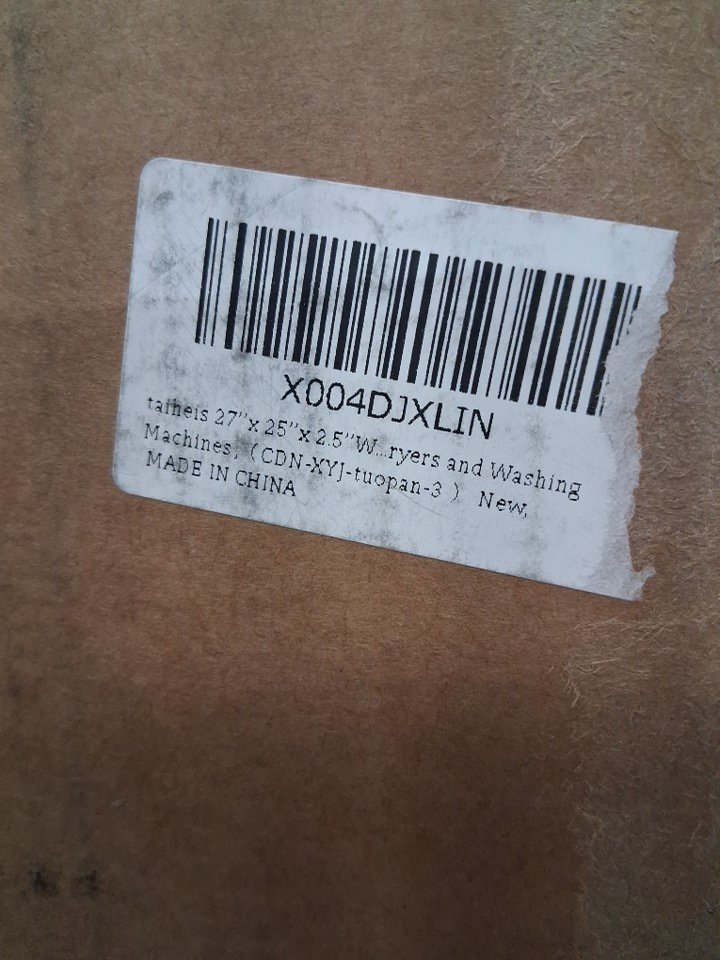 X004DJXLIN
taiheis 27"x 25"x 2.5"W...ryers and Washing
Machines, (CDN-XYJ-tuopan-3 ) New,
MADE IN CHINA